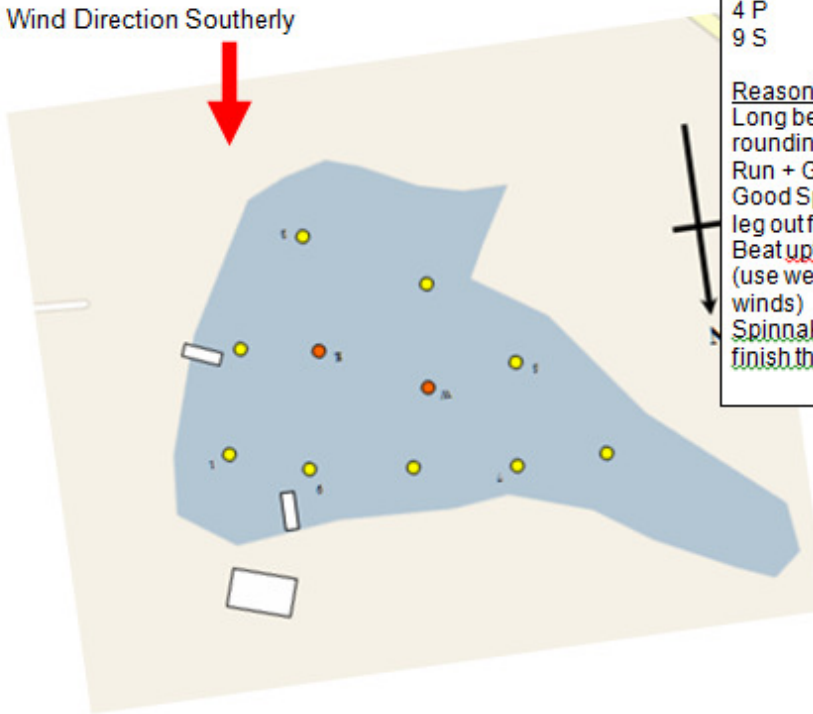 Wind Direction Southerly
4 P
9 S
Reason
Long be
roundin
Run + G
Good Sp
leg out f
Beat up
(use we
winds)
Spinnal
finish th